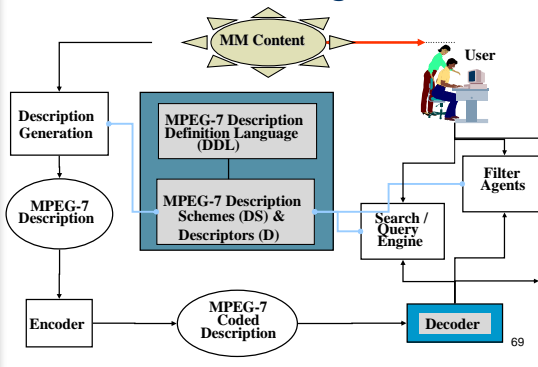 MM Content
User
Description
Generation
MPEG-7 Description
Definition Language
(DDL)
Filter
Agents
MPEG-7
Description
MPEG-7 Description
Schemes (DS) &
Descriptors (D)
Search /
Query
Engine
Encoder
MPEG-7
Coded
Description
Decoder
69